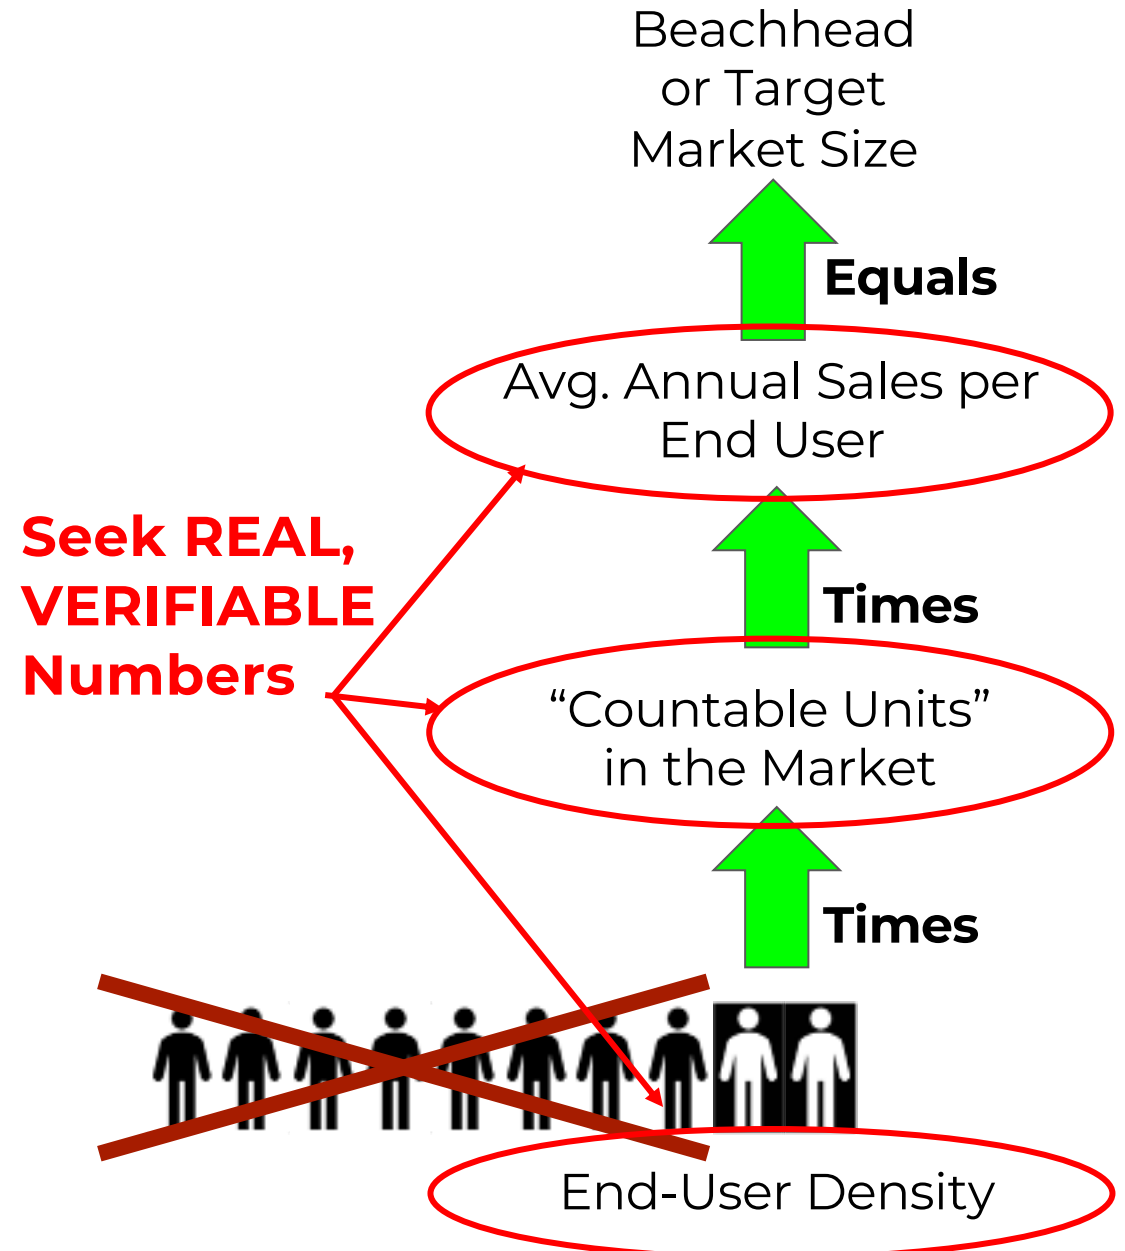 Beachhead
or Target
Market Size
Equals
Avg. Annual Sales per
End User
Seek REAL,
VERIFIABLE
Numbers
Times
“Countable Units”
in the Market
Times
End-User Density